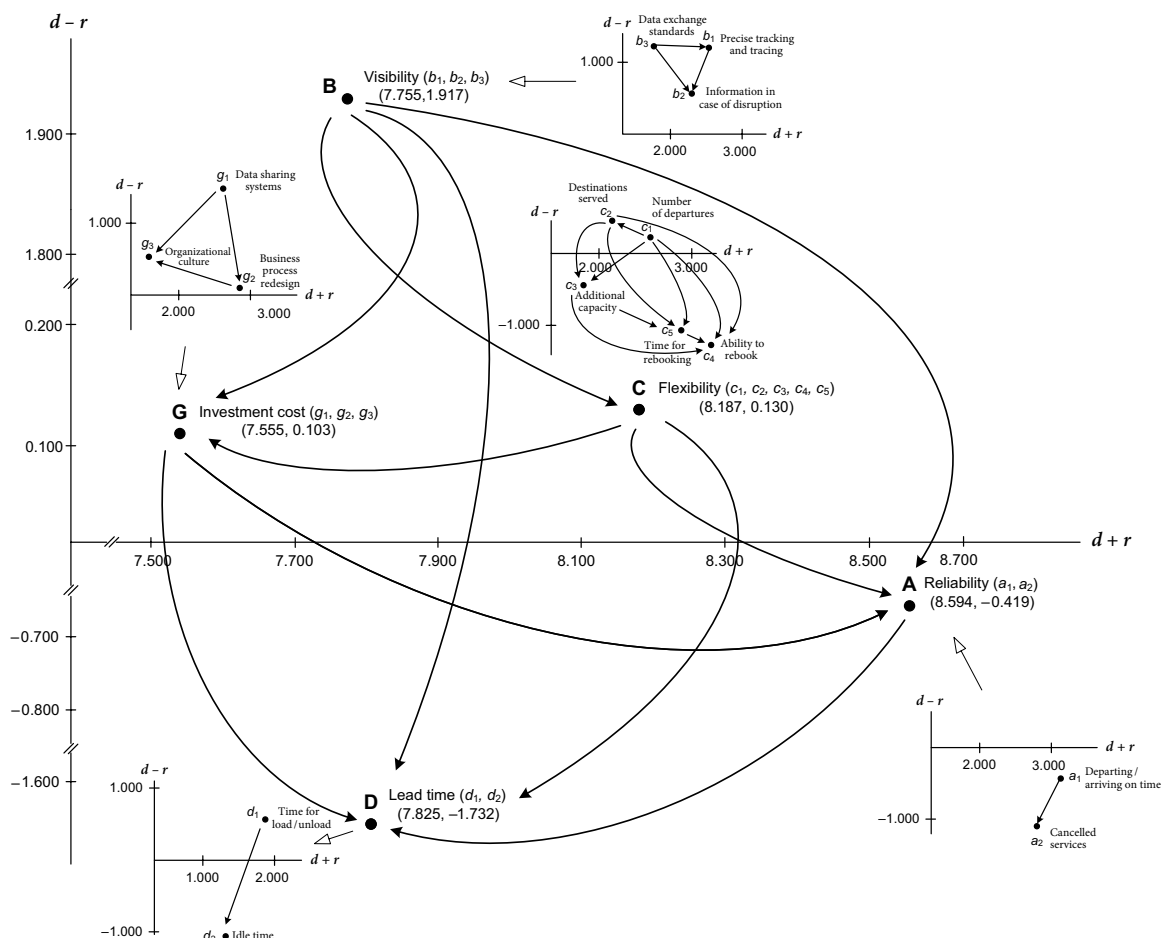 d – r
B
Visibility (b1, b2, b3)
(7.755,1.917)
d – r
Data exchange
standards
b3
b1
Precise tracking
and tracing
1.000
b2
Information in
case of disruption
2.000
3.000
d + r
1.900
1.800
0.200
0.100
d – r
g1
Data sharing
systems
1.000
g3
Organizational
culture
Business
process
redesign
g2
2.000
3.000
d + r
d – r
Destinations
served
c2
Number
of departures
c1
2.000
3.000
d + r
c3
Additional
capacity
–1.000
c5
Time for
rebooking
c4
Ability to
rebook
C
Flexibility (c1, c2, c3, c4, c5)
(8.187, 0.130)
G
Investment cost (g1, g2, g3)
(7.555, 0.103)
7.500
7.700
7.900
8.100
8.300
8.500
8.700
d + r
A
Reliability (a1, a2)
(8.594, –0.419)
–0.700
–0.800
–1.600
D
Lead time (d1, d2)
(7.825, –1.732)
d – r
1.000
d1
Time for
load/unload
1.000
2.000
d + r
–1.000
d2
Idle time
d – r
2.000
3.000
d + r
a1
Departing/
arriving on time
–1.000
a2
Cancelled
services